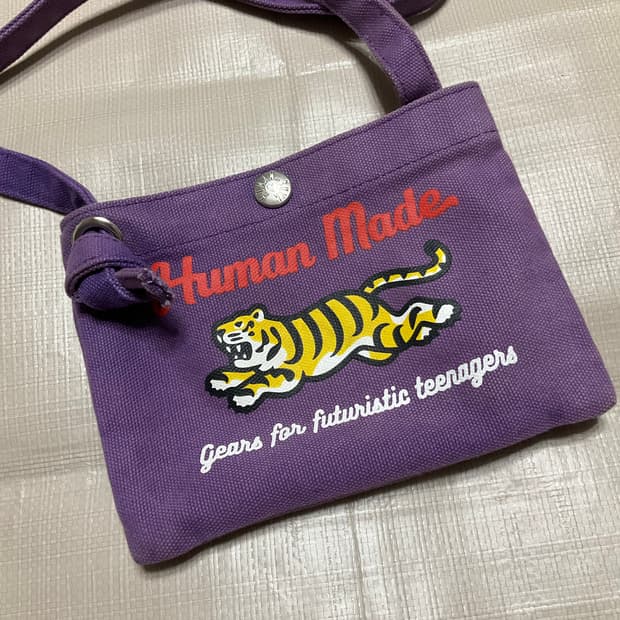 Human Made.
Gears for futuristic teenagers